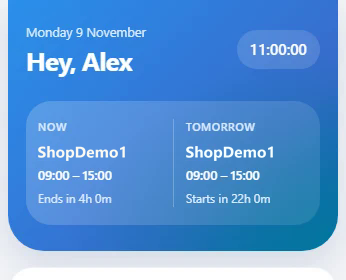 Monday 9 November
Hey, Alex
11:00:00
NOW
ShopDemo1
09:00 – 15:00
Ends in 4h 0m
TOMORROW
ShopDemo1
09:00 – 15:00
Starts in 22h 0m